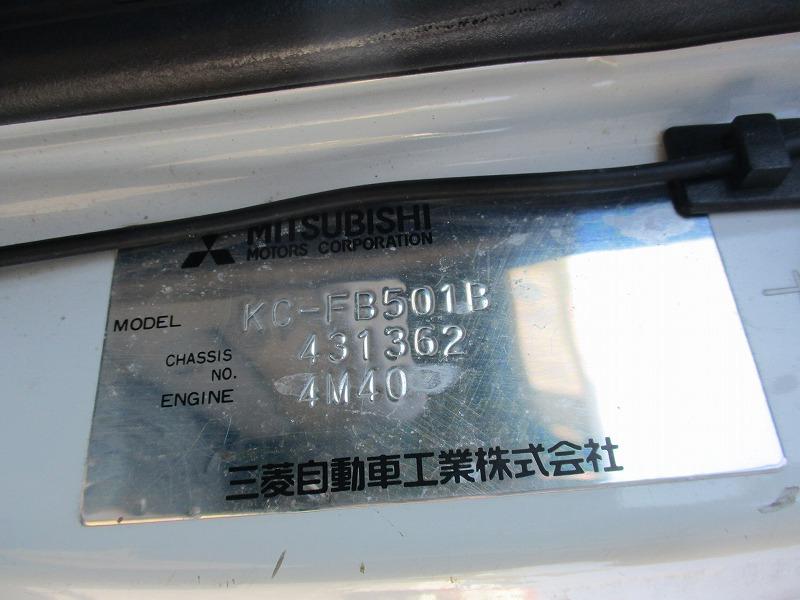 MITSUBISHI
MOTORS CORPORATION
MODEL KC-FB501B
CHASSIS NO. 431362
ENGINE 4M40
三菱自動車工業株式会社